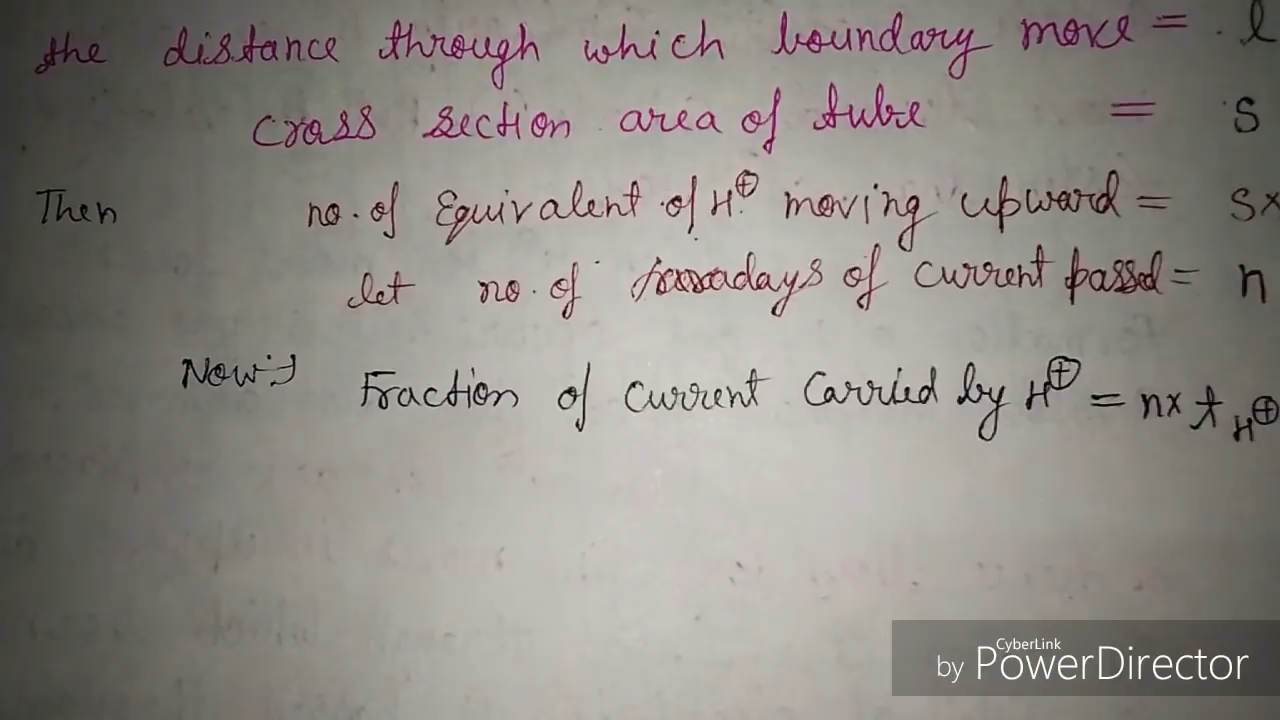 the distance through which boundary move = . l
cross section area of tube = s
Then no. of Equivalent of H⊕ moving upward = s×
let no. of faradays of current passd = n
Now:⇒ Fraction of current Carried by H⊕ = n× t H⊕
CyberLink
by PowerDirector